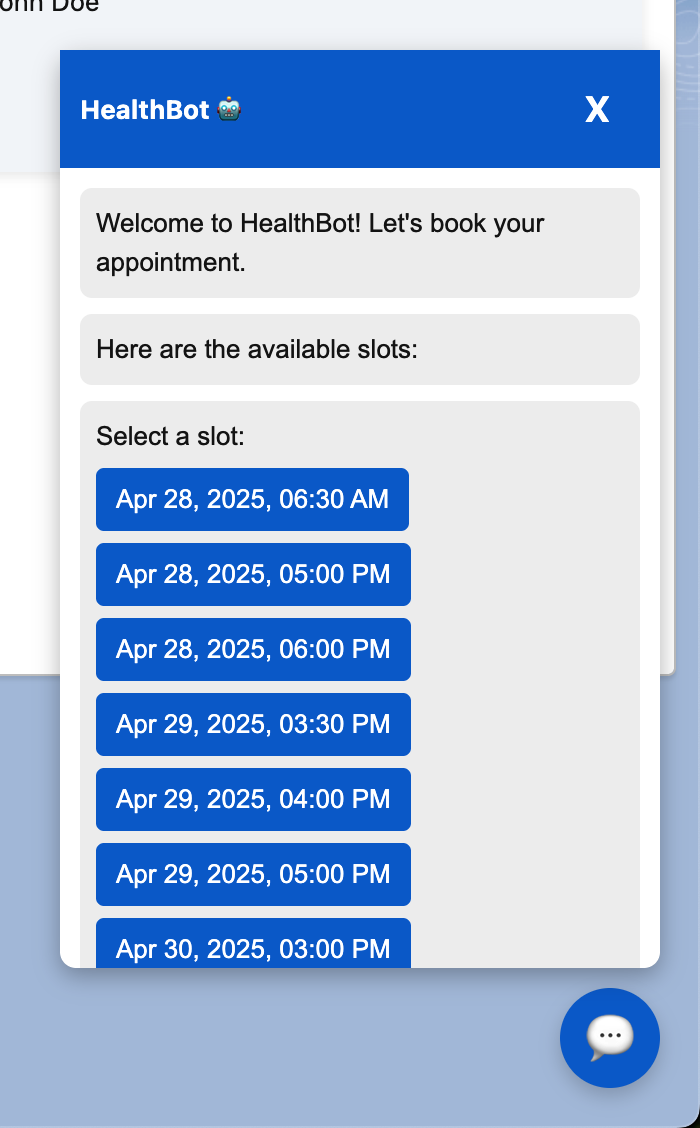 Doe
HealthBot X
Welcome to HealthBot! Let's book your
appointment.
Here are the available slots:
Select a slot:
Apr 28, 2025, 06:30 AM
Apr 28, 2025, 05:00 PM
Apr 28, 2025, 06:00 PM
Apr 29, 2025, 03:30 PM
Apr 29, 2025, 04:00 PM
Apr 29, 2025, 05:00 PM
Apr 30, 2025, 03:00 PM